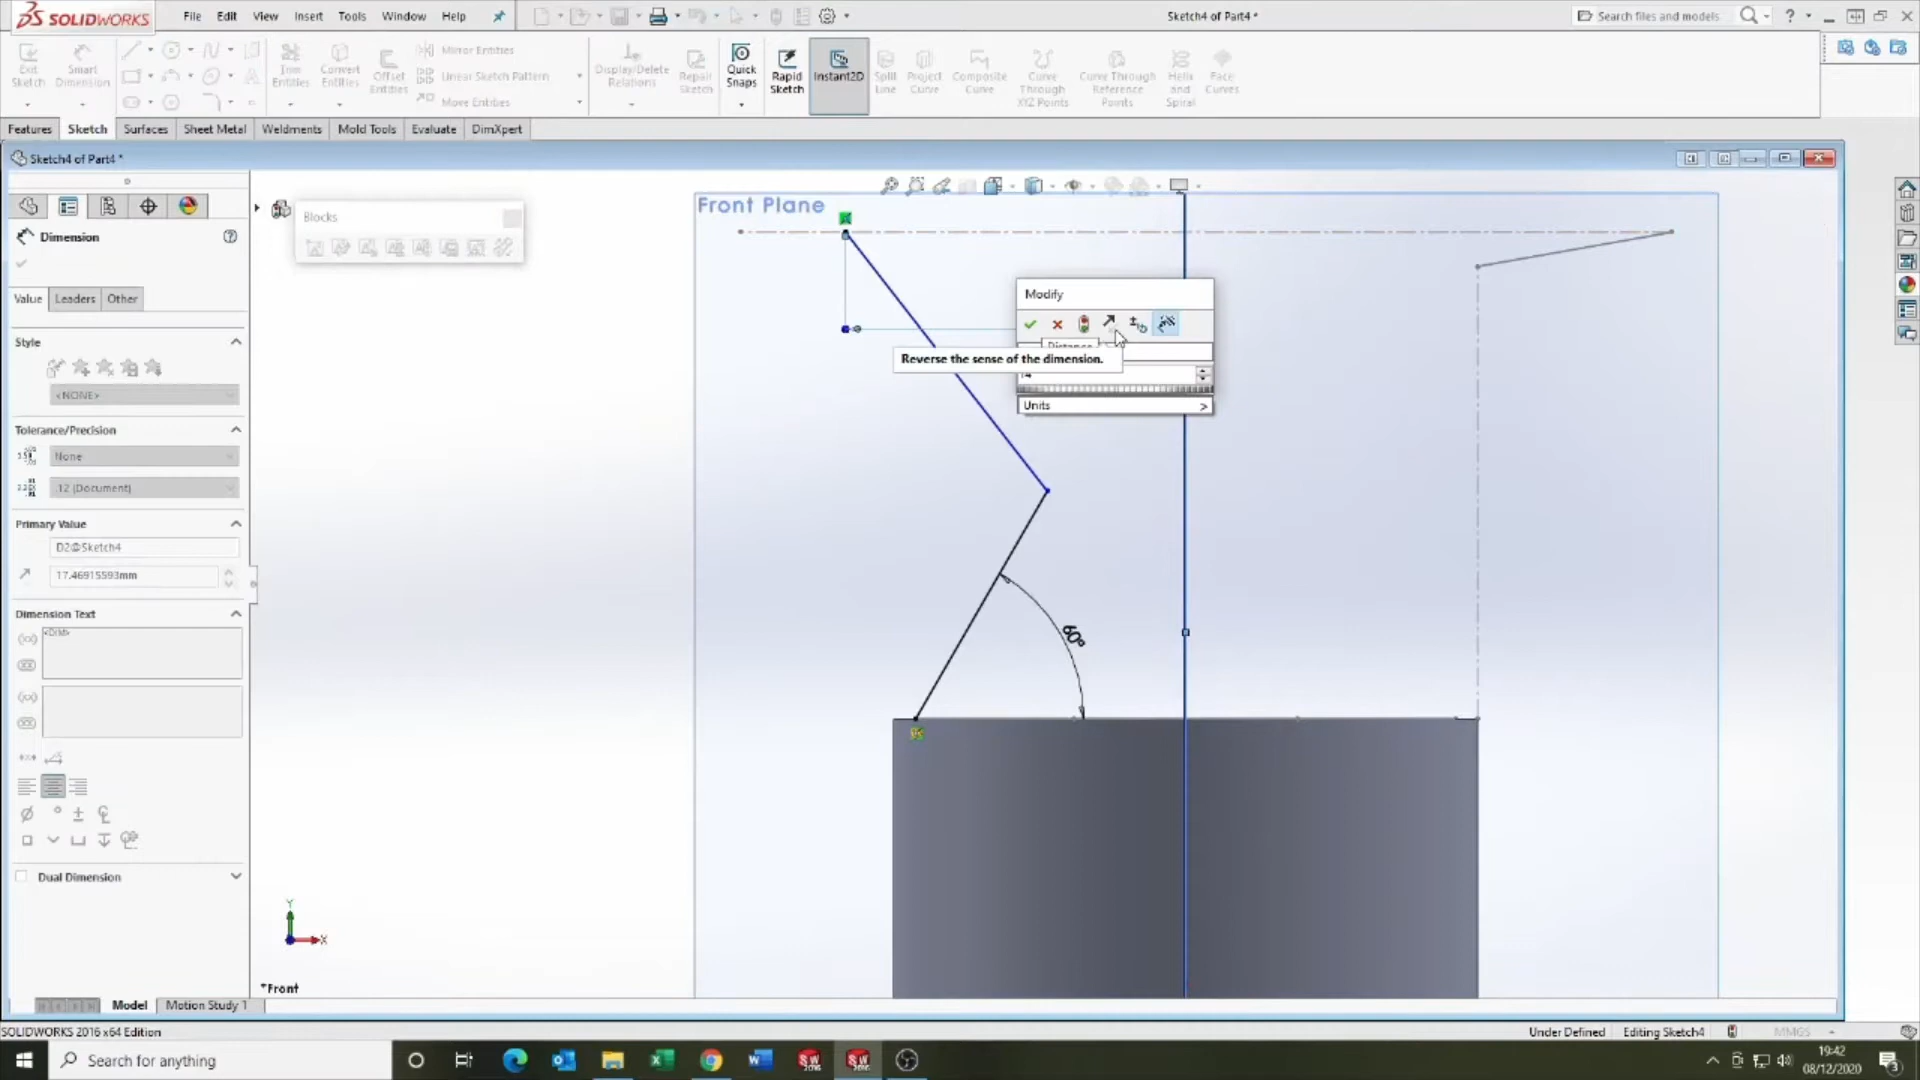 SOLIDWORKS
File Edit View Insert Tools Window Help
Sketch4 of Part4 *
Search files and models
Exit Sketch
Smart Dimension
Trim Entities
Convert Entities
Offset Entities
Mirror Entities
Linear Sketch Pattern
Move Entities
Display/Delete Relations
Repair Sketch
Quick Snaps
Rapid Sketch
Instant2D
Split Line
Project Curve
Composite Curve
Curve Through XYZ Points
Curve Through Reference Points
Helix and Spiral
Face Curves
Features Sketch Surfaces Sheet Metal Weldments Mold Tools Evaluate DimXpert
Sketch4 of Part4 *
Front Plane
Blocks
Dimension
Modify
Value Leaders Other
Distance
Reverse the sense of the dimension.
14
Units >
Style
<NONE>
Tolerance/Precision
None
.12 (Document)
Primary Value
D2@Sketch4
17.46915593mm
Dimension Text
<DIM>
60°
Dual Dimension
Y
X
*Front
Model Motion Study 1
SOLIDWORKS 2016 x64 Edition
Under Defined Editing Sketch4 MMGS
Search for anything
19:42
08/12/2020
3